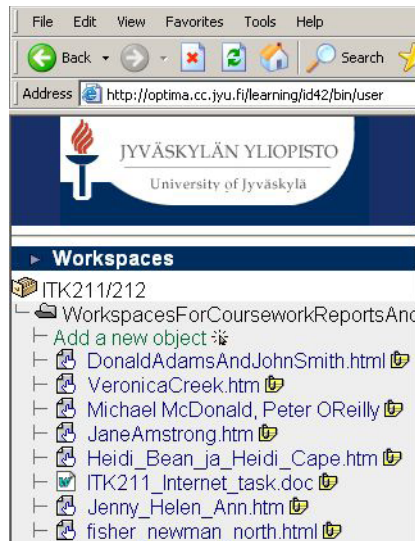 File Edit View Favorites Tools Help
Back Search
Address http://optima.cc.jyu.fi/learning/id42/bin/user
JYVÄSKYLÄN YLIOPISTO
University of Jyväskylä
Workspaces
ITK211/212
WorkspacesForCourseworkReportsAnd
Add a new object
DonaldAdamsAndJohnSmith.html
VeronicaCreek.htm
Michael McDonald, Peter OReilly
JaneAmstrong.htm
Heidi_Bean_ja_Heidi_Cape.htm
ITK211_Internet_task.doc
Jenny_Helen_Ann.htm
fisher_newman_north.html